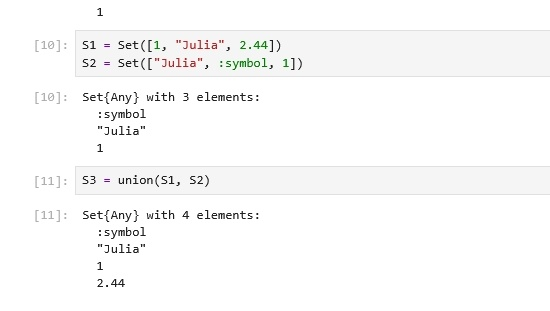 1
[10]: S1 = Set([1, "Julia", 2.44])
S2 = Set(["Julia", :symbol, 1])
[10]: Set{Any} with 3 elements:
:symbol
"Julia"
1
[11]: S3 = union(S1, S2)
[11]: Set{Any} with 4 elements:
:symbol
"Julia"
1
2.44